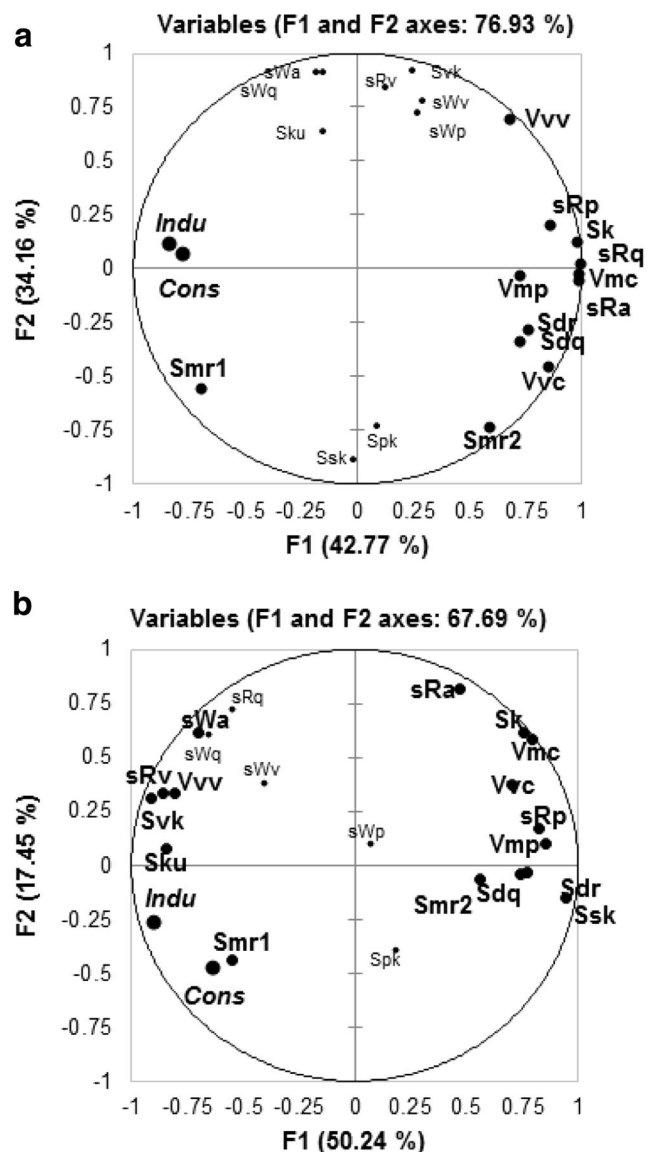 a
Variables (F1 and F2 axes: 76.93 %)
F2 (34.16 %)
1
0.75
0.5
0.25
0
-0.25
-0.5
-0.75
-1
sWa
sWq
sRv
Svk
sWv
sWp
Sku
Vvv
sRp
Sk
sRq
Vmc
sRa
Indu
Cons
Vmp
Sdr
Sdq
Vvc
Smr1
Spk
Smr2
Ssk
-1 -0.75 -0.5 -0.25 0 0.25 0.5 0.75 1
F1 (42.77 %)
b
Variables (F1 and F2 axes: 67.69 %)
F2 (17.45 %)
1
0.75
0.5
0.25
0
-0.25
-0.5
-0.75
-1
sRq
sRa
sWa
Sk
sWq
Vmc
sRv Vvv
sWv
Vvc
Svk
sWp
sRp
Sku
Vmp
Indu
Smr2
Sdq
Sdr
Ssk
Smr1
Cons
Spk
-1 -0.75 -0.5 -0.25 0 0.25 0.5 0.75 1
F1 (50.24 %)